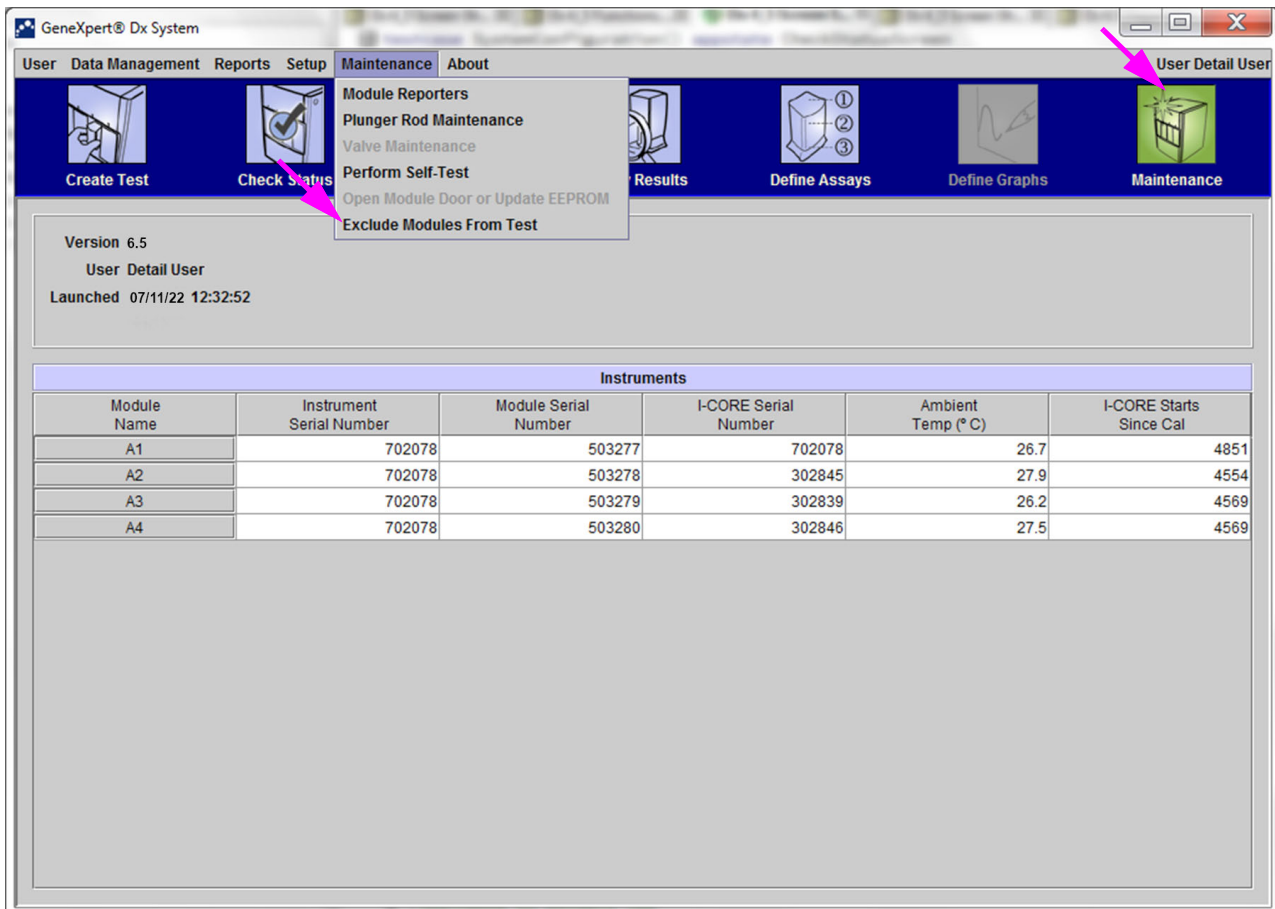 GeneXpert® Dx System
User Data Management Reports Setup Maintenance About User Detail User
Module Reporters
Plunger Rod Maintenance
Valve Maintenance
Perform Self-Test
Open Module Door or Update EEPROM
Exclude Modules From Test
Create Test Check Status Results Define Assays Define Graphs Maintenance
1
2
3
Version 6.5
User Detail User
Launched 07/11/22 12:32:52
Instruments
Module Name Instrument Serial Number Module Serial Number I-CORE Serial Number Ambient Temp (º C) I-CORE Starts Since Cal
A1 702078 503277 702078 26.7 4851
A2 702078 503278 302845 27.9 4554
A3 702078 503279 302839 26.2 4569
A4 702078 503280 302846 27.5 4569